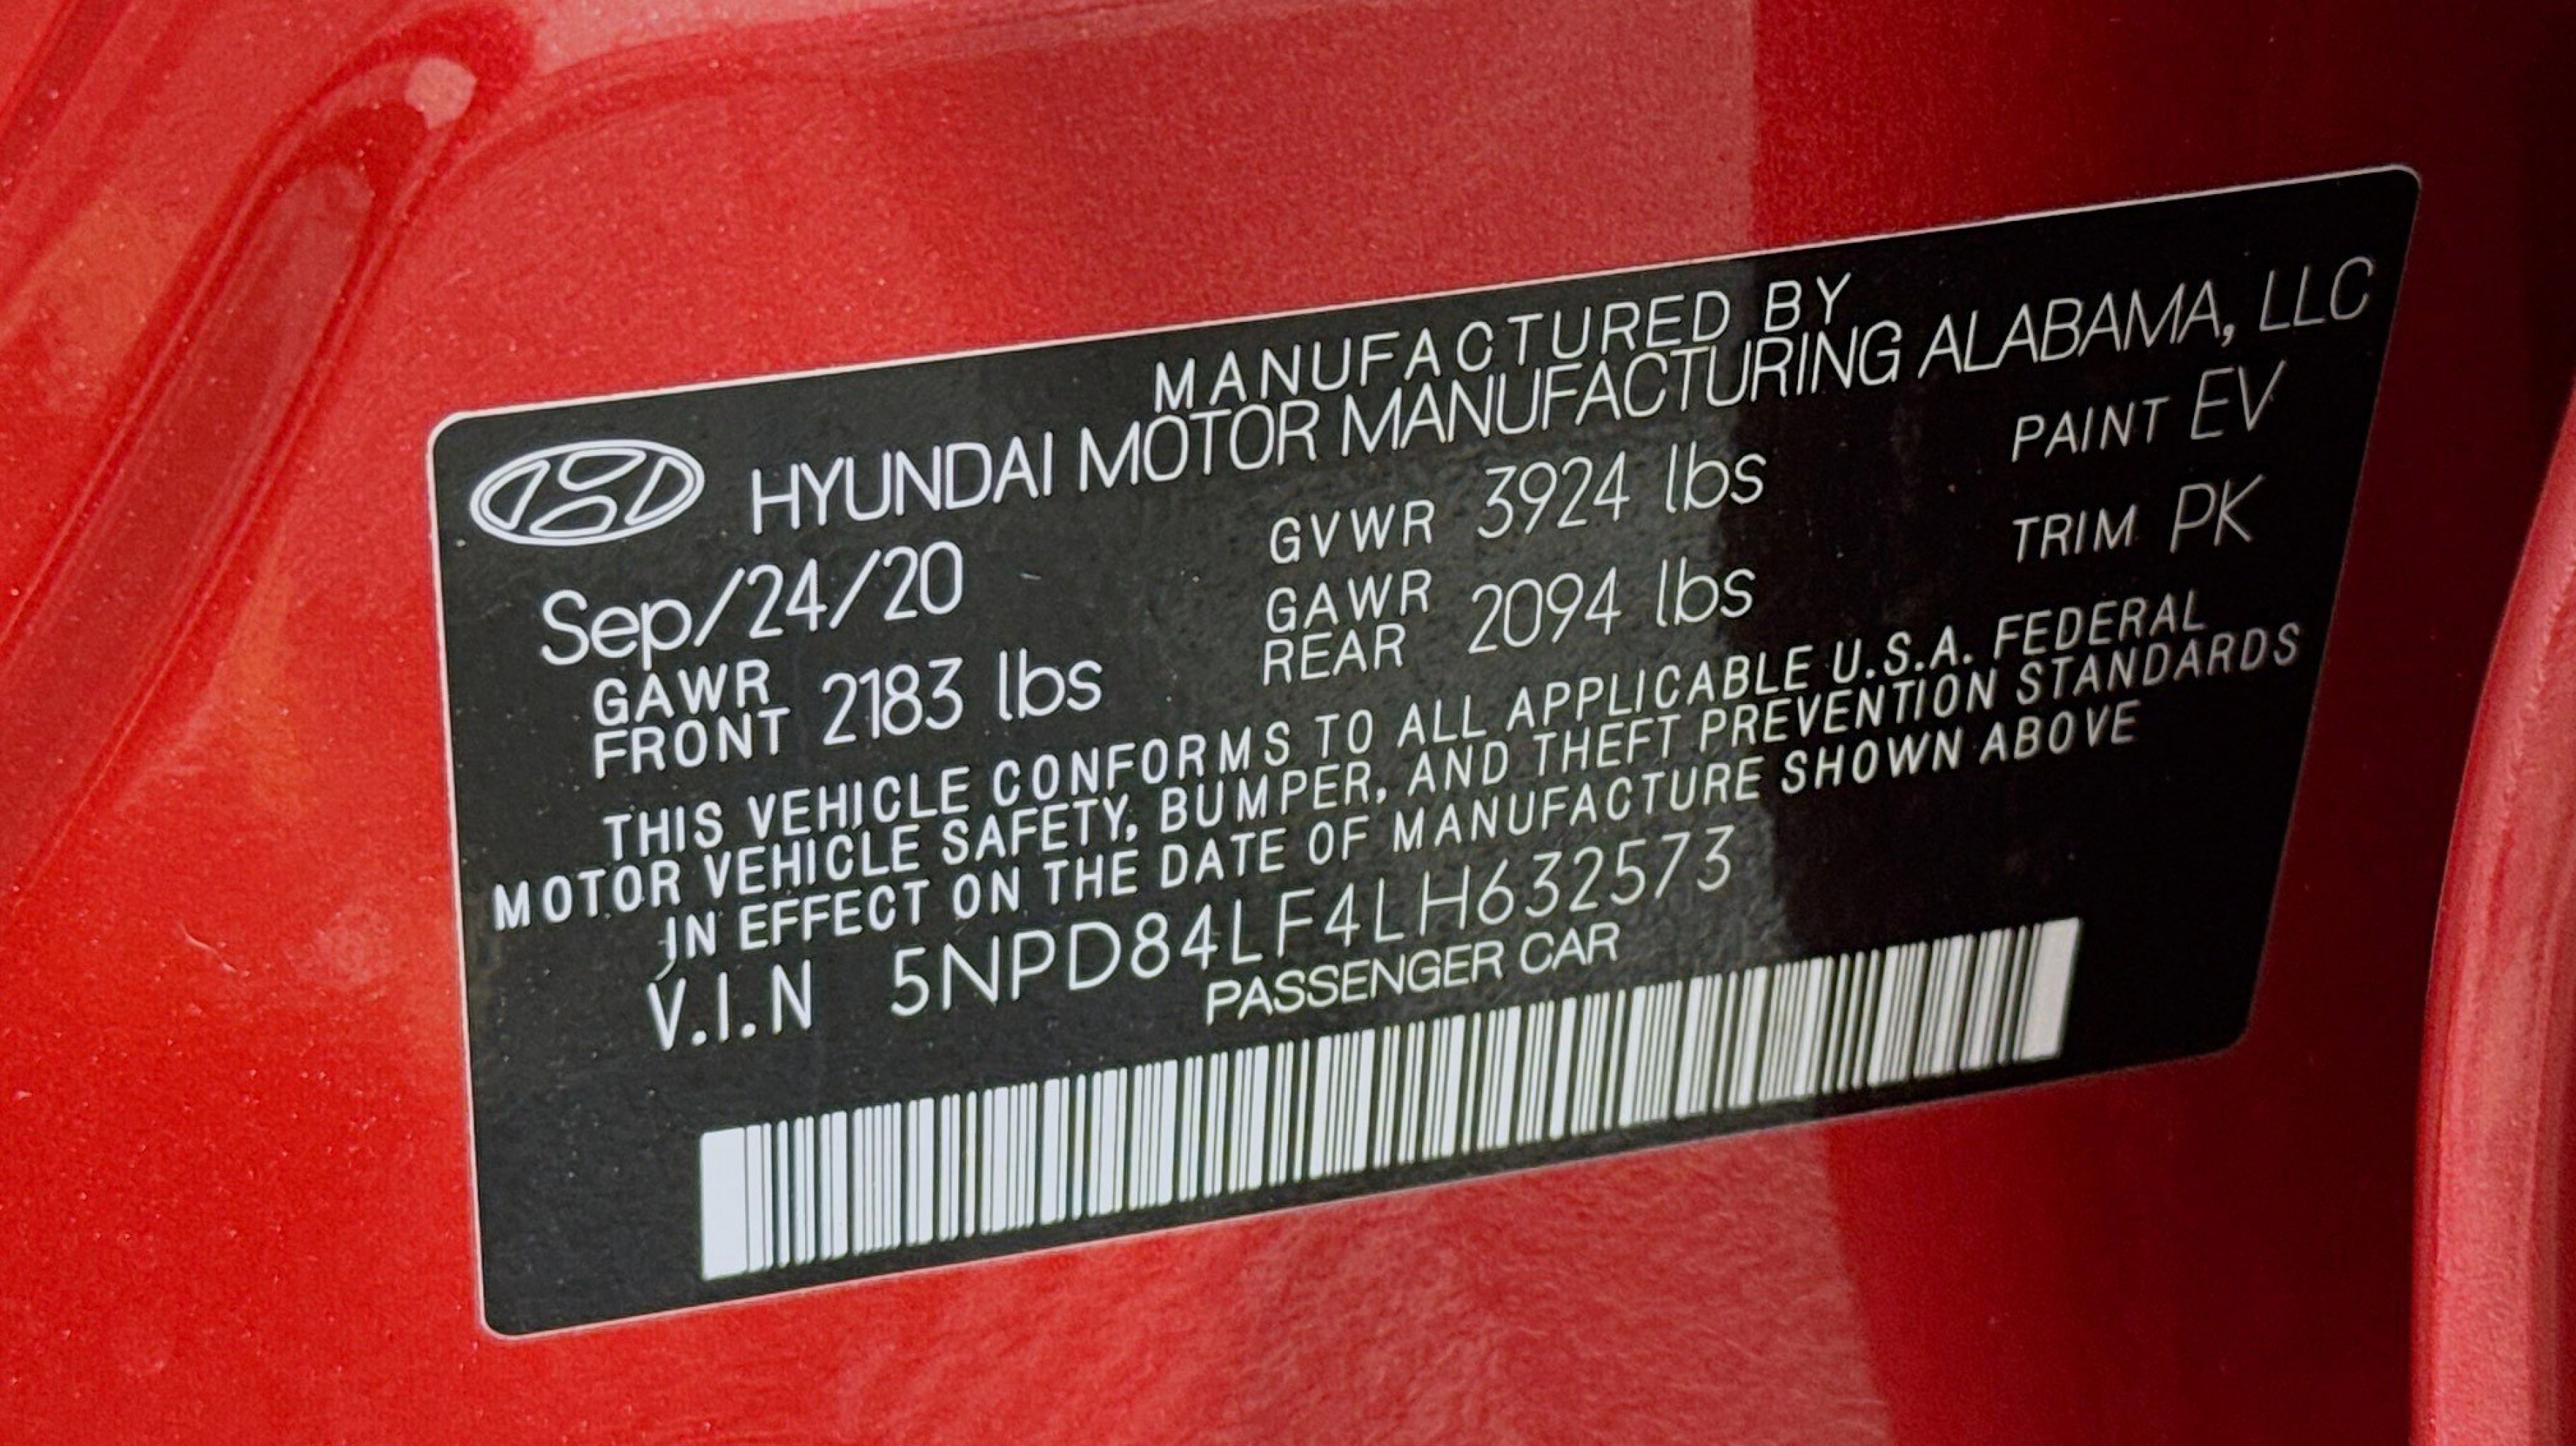 MANUFACTURED BY
HYUNDAI MOTOR MANUFACTURING ALABAMA, LLC
Sep/24/20 GVWR 3924 lbs PAINT EV
GAWR FRONT 2183 lbs GAWR REAR 2094 lbs TRIM PK
THIS VEHICLE CONFORMS TO ALL APPLICABLE U.S.A. FEDERAL
MOTOR VEHICLE SAFETY, BUMPER, AND THEFT PREVENTION STANDARDS
IN EFFECT ON THE DATE OF MANUFACTURE SHOWN ABOVE
V.I.N 5NPD84LF4LH632573
PASSENGER CAR